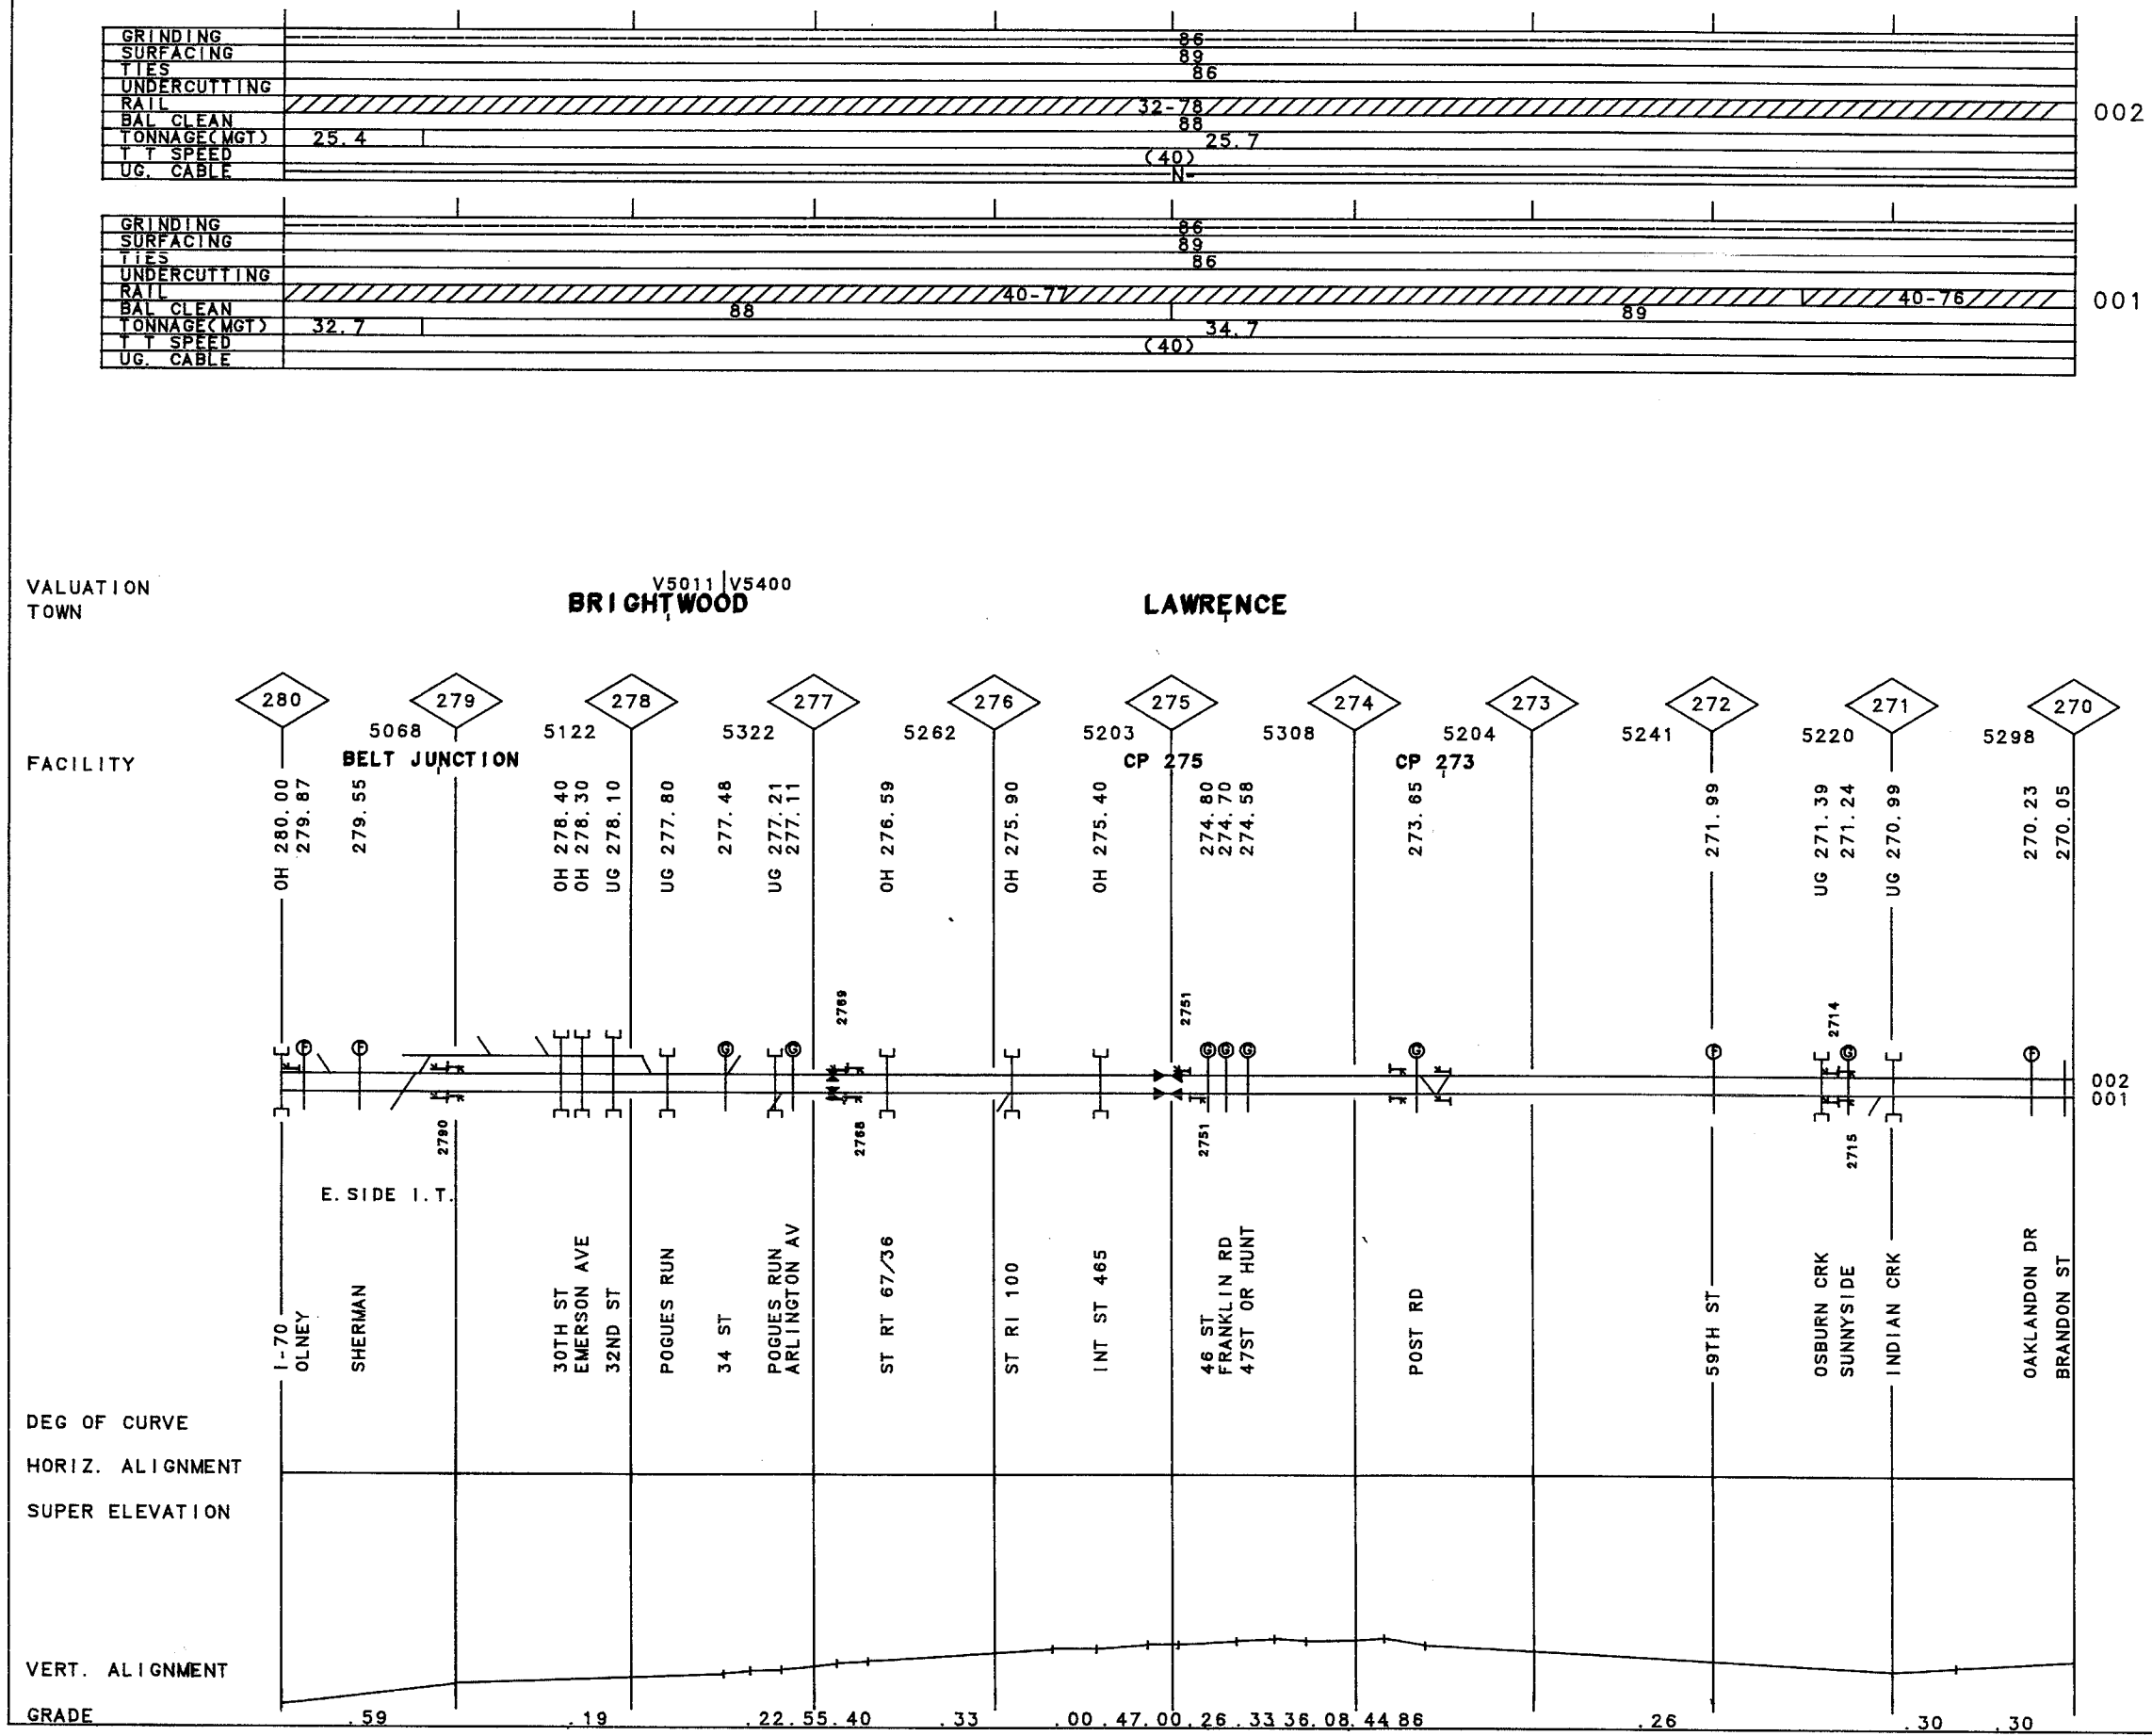 GRINDING 86
SURFACING 89
TIES 86
UNDERCUTTING
RAIL 32-78 002
BAL CLEAN 88
TONNAGE(MGT) 25.4 25.7
T T SPEED (40)
UG. CABLE N-
GRINDING 86
SURFACING 89
TIES 86
UNDERCUTTING
RAIL 40-77 40-76 001
BAL CLEAN 88 89
TONNAGE(MGT) 32.7 34.7
T T SPEED (40)
UG. CABLE
VALUATION V5011 V5400
TOWN BRIGHTWOOD LAWRENCE
280 279 278 277 276 275 274 273 272 271 270
5068 5122 5322 5262 5203 5308 5204 5241 5220 5298
FACILITY BELT JUNCTION CP 275 CP 273
OH 280.00
279.87
279.55
OH 278.40
OH 278.30
UG 278.10
UG 277.80
277.48
UG 277.21
277.11
OH 276.59
OH 275.90
OH 275.40
274.80
274.70
274.58
273.65
271.99
UG 271.39
271.24
UG 270.99
270.23
270.05
2769
2751
2714
F F G G G G G G F G F
002
001
2790
2768
2751
2715
E.SIDE I.T.
I-70
OLNEY
SHERMAN
30TH ST
EMERSON AVE
32ND ST
POGUES RUN
34 ST
POGUES RUN
ARLINGTON AV
ST RT 67/36
ST RI 100
INT ST 465
46 ST
FRANKLIN RD
47ST OR HUNT
POST RD
59TH ST
OSBURN CRK
SUNNYSIDE
INDIAN CRK
OAKLANDON DR
BRANDON ST
DEG OF CURVE
HORIZ. ALIGNMENT
SUPER ELEVATION
VERT. ALIGNMENT
GRADE .59 .19 .22 .55 .40 .33 .00 .47 .00 .26 .33 36 .08 .44 86 .26 .30 .30